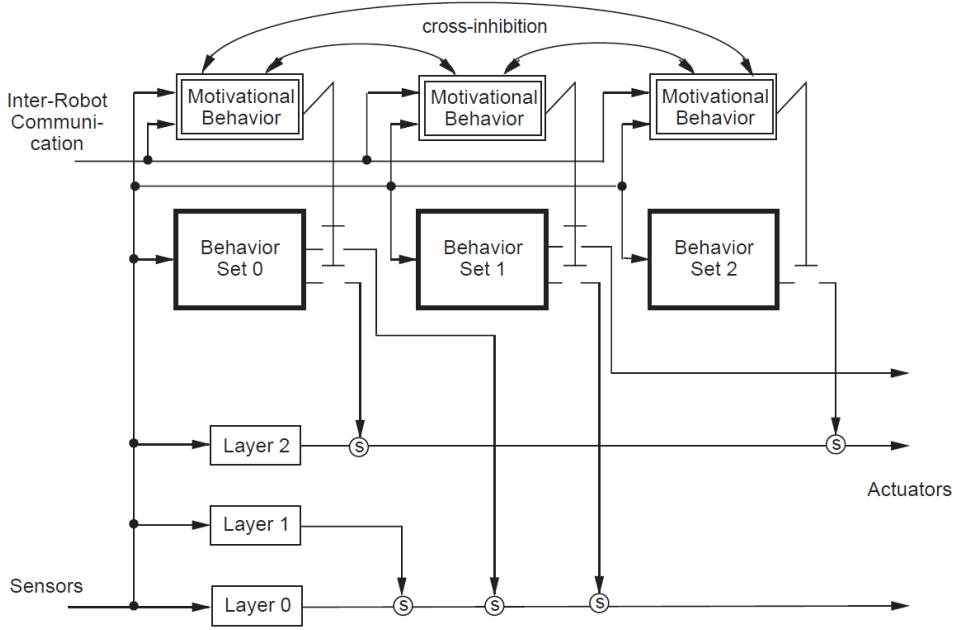 cross-inhibition
Inter-Robot
Communi-
cation
Motivational
Behavior
Motivational
Behavior
Motivational
Behavior
Behavior
Set 0
Behavior
Set 1
Behavior
Set 2
Layer 2
S
S
Actuators
Layer 1
Sensors
Layer 0
S
S
S